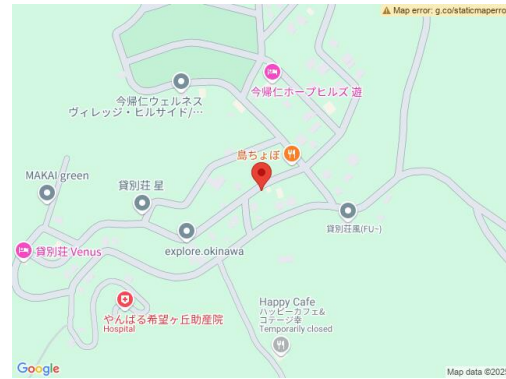 Map error: g.co/staticmaperro
今帰仁ホープヒルズ 遊
今帰仁ウェルネス
ヴィレッジ・ヒルサイド/…
島ちょぼ
MAKAI green
貸別荘 星
貸別荘風(FU~)
explore.okinawa
貸別荘 Venus
やんばる希望ヶ丘助産院
Hospital
Happy Cafe
ハッピーカフェ&
コテージ幸
Temporarily closed
Google
Map data ©2025